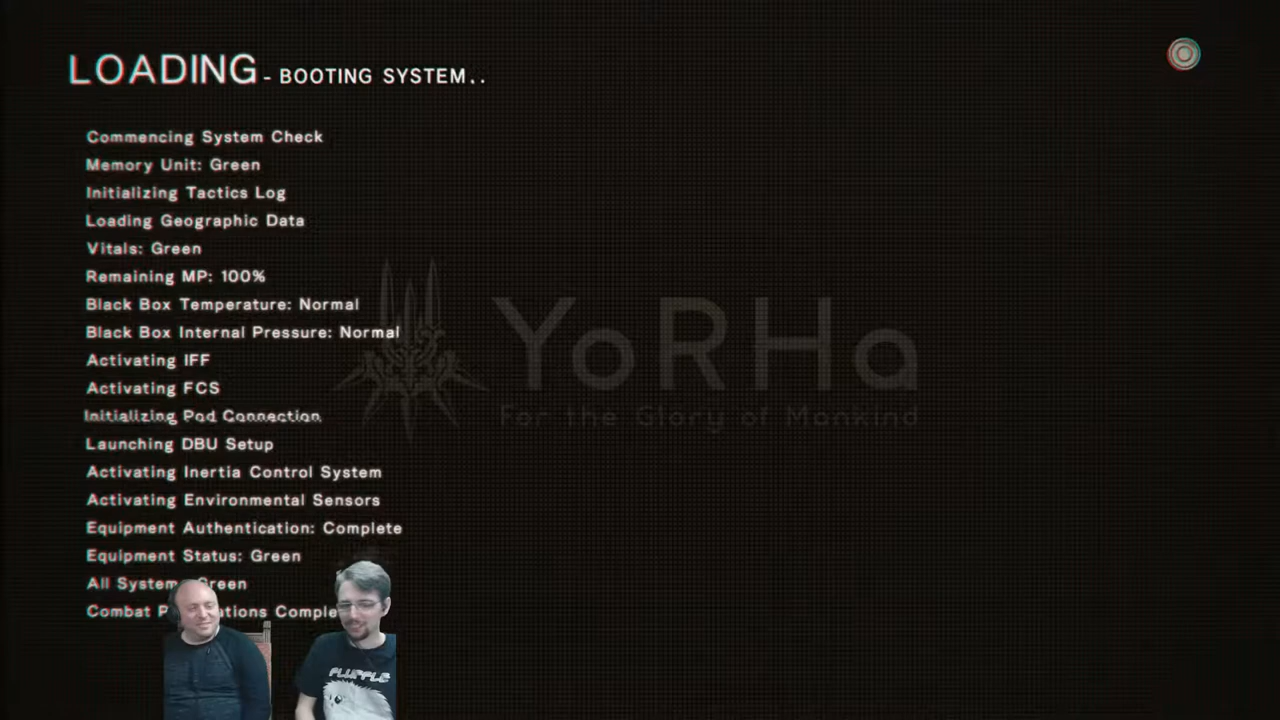 LOADING - BOOTING SYSTEM..
Commencing System Check
Memory Unit: Green
Initializing Tactics Log
Loading Geographic Data
Vitals: Green
Remaining MP: 100%
Black Box Temperature: Normal
Black Box Internal Pressure: Normal
Activating IFF
Activating FCS
Initializing Pod Connection
Launching DBU Setup
Activating Inertia Control System
Activating Environmental Sensors
Equipment Authentication: Complete
Equipment Status: Green
All System Green
Combat
YoRHa
For the Glory of Mankind
FLUFFLE